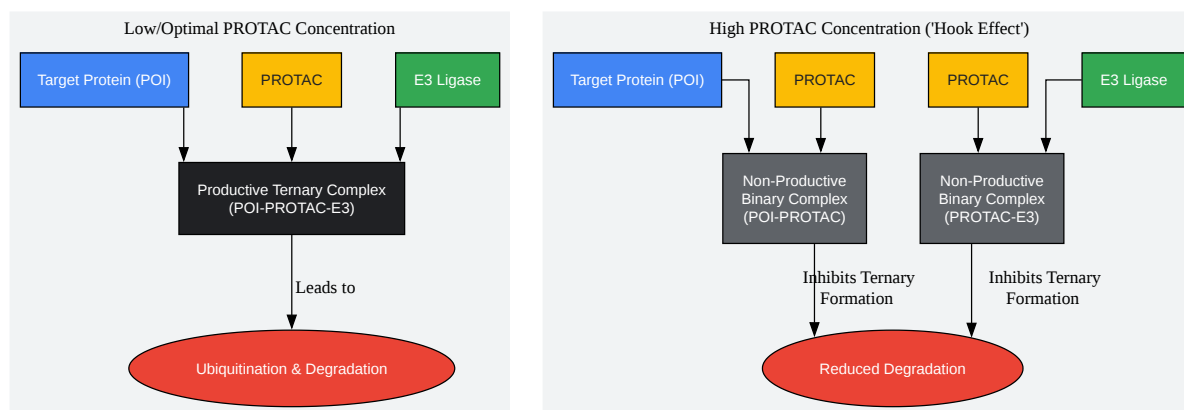 Low/Optimal PROTAC Concentration
Target Protein (POI)
PROTAC
E3 Ligase
Productive Ternary Complex
(POI-PROTAC-E3)
Leads to
Ubiquitination & Degradation
High PROTAC Concentration ('Hook Effect')
Target Protein (POI)
PROTAC
PROTAC
E3 Ligase
Non-Productive
Binary Complex
(POI-PROTAC)
Non-Productive
Binary Complex
(PROTAC-E3)
Inhibits Ternary
Formation
Inhibits Ternary
Formation
Reduced Degradation